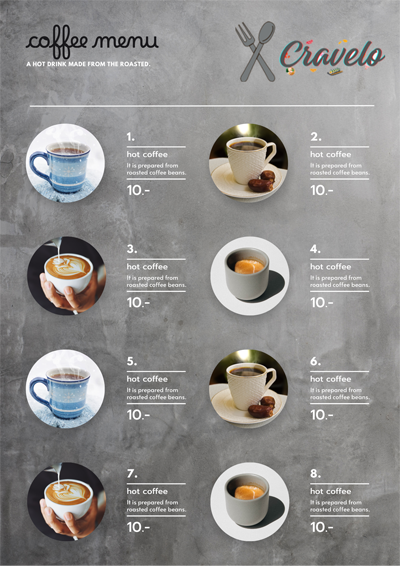 coffee menu
A HOT DRINK MADE FROM THE ROASTED.
Cravelo
1.
hot coffee
It is prepared from
roasted coffee beans.
10.-
2.
hot coffee
It is prepared from
roasted coffee beans.
10.-
3.
hot coffee
It is prepared from
roasted coffee beans.
10.-
4.
hot coffee
It is prepared from
roasted coffee beans.
10.-
5.
hot coffee
It is prepared from
roasted coffee beans.
10.-
6.
hot coffee
It is prepared from
roasted coffee beans.
10.-
7.
hot coffee
It is prepared from
roasted coffee beans.
10.-
8.
hot coffee
It is prepared from
roasted coffee beans.
10.-